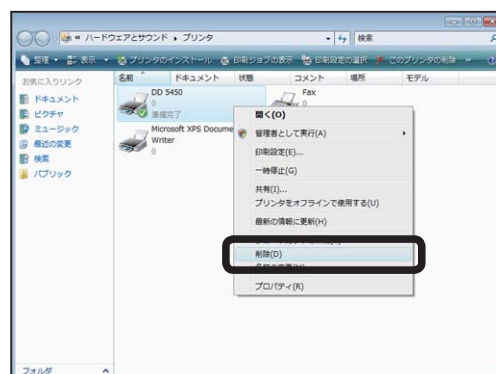 « ハードウェアとサウンド ▸ プリンタ
検索
整理 表示 プリンタのインストール 印刷ジョブの表示 印刷設定の選択 このプリンタの削除 »
お気に入りリンク
ドキュメント
ピクチャ
ミュージック
最近の変更
検索
パブリック
フォルダ
名前 ドキュメント 状態 コメント 場所 モデル
DD 5450
0
準備完了
Fax
0
Microsoft XPS Docume
Writer
0
開く(O)
管理者として実行(A)
印刷設定(E)...
一時停止(G)
共有(I)...
プリンタをオフラインで使用する(U)
最新の情報に更新(H)
削除(D)
プロパティ(R)